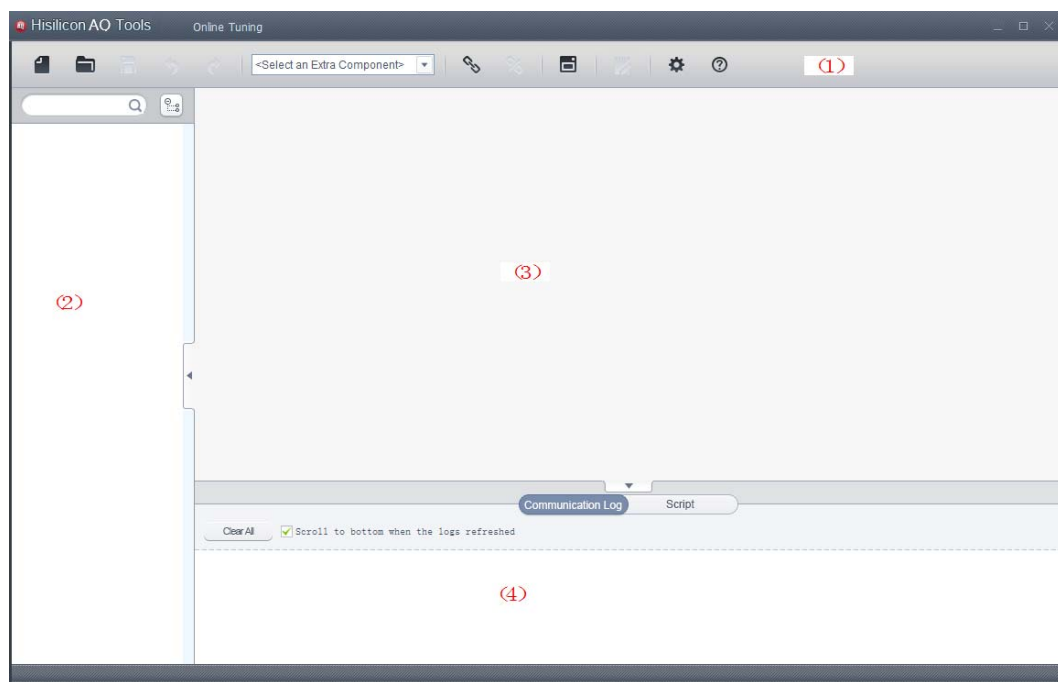 Hisilicon AQ Tools Online Tuning
<Select an Extra Component> (1)
(2)
(3)
Communication Log Script
Clear All Scroll to bottom when the logs refreshed
(4)